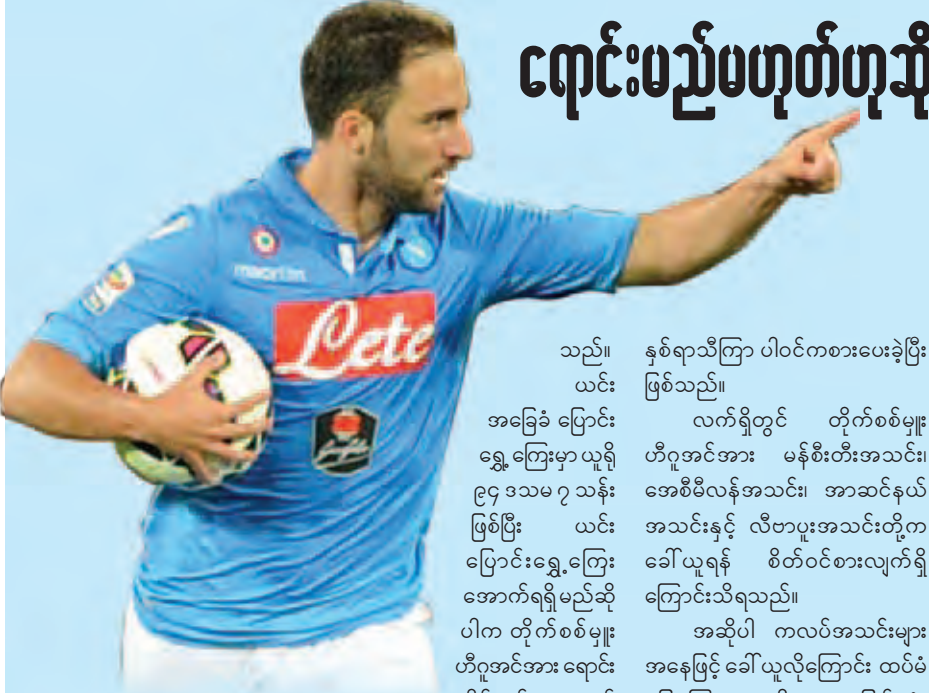 ရောင်းမည်မဟုတ်ဟုဆို
macron
Lete
သည်။
ယင်း
အခြေခံ ပြောင်း
ရွှေ့ကြေးမှာ ယူရို
၉၄ ဒသမ ၇ သန်း
ဖြစ်ပြီး ယင်း
ပြောင်းရွှေ့ကြေး
အောက်ရရှိမည်ဆို
ပါက တိုက်စစ်မှူး
ဟီဂူအင်အား ရောင်း
နှစ်ရာသီကြာ ပါဝင်ကစားပေးခဲ့ပြီး
ဖြစ်သည်။
လက်ရှိတွင် တိုက်စစ်မှူး
ဟီဂူအင်အား မန်စီးတီးအသင်း၊
အေစီမီလန်အသင်း၊ အာဆင်နယ်
အသင်းနှင့် လီဗာပူးအသင်းတို့က
ခေါ်ယူရန် စိတ်ဝင်စားလျက်ရှိ
ကြောင်းသိရသည်။
အဆိုပါ ကလပ်အသင်းများ
အနေဖြင့် ခေါ်ယူလိုကြောင်း ထပ်မံ